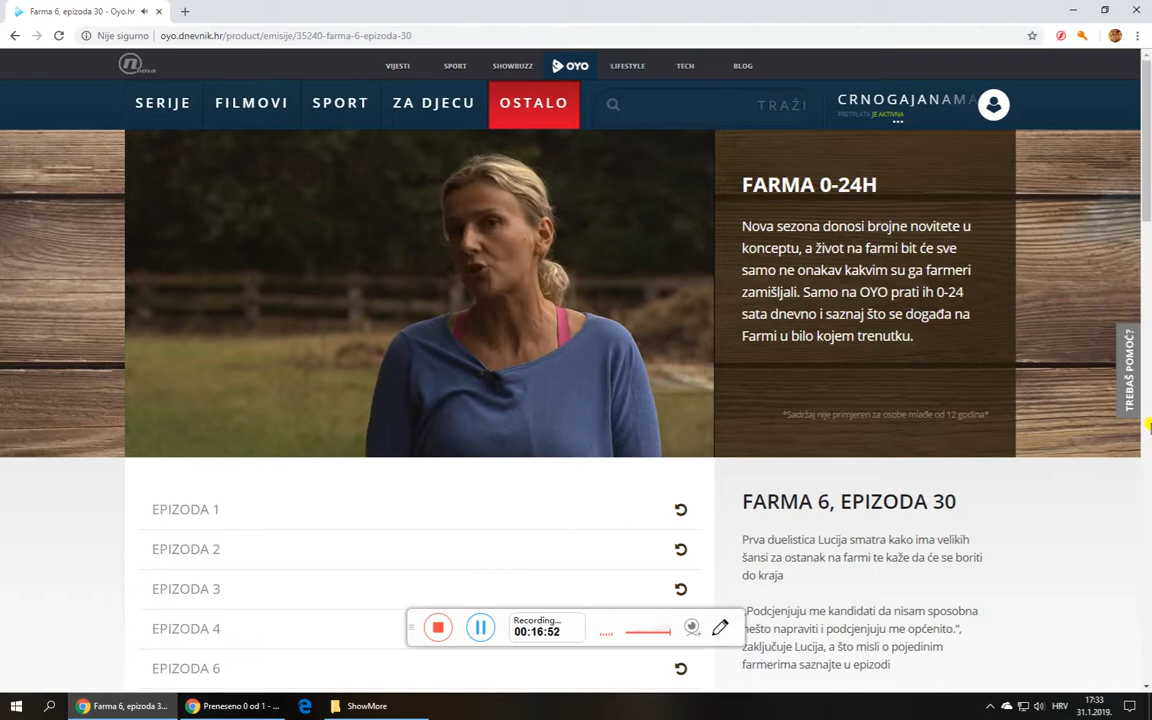 Farma 6, epizoda 30 - Oyo.hr
Nije sigurno
oyo.dnevnik.hr/product/emisije/35240-farma-6-epizoda-30
nova
VIJESTI SPORT SHOWBUZZ OYO LIFESTYLE TECH BLOG
SERIJE FILMOVI SPORT ZA DJECU OSTALO TRAŽI CRNOGAJANAMA
PRETPLATA JE AKTIVNA
FARMA 0-24H
Nova sezona donosi brojne novitete u
konceptu, a život na farmi bit će sve
samo ne onakav kakvim su ga farmeri
zamišljali. Samo na OYO prati ih 0-24
sata dnevno i saznaj što se događa na
Farmi u bilo kojem trenutku.
*Sadržaj nije primjeren za osobe mlađe od 12 godina*
TREBAŠ POMOĆ?
EPIZODA 1
EPIZODA 2
EPIZODA 3
EPIZODA 4
EPIZODA 6
FARMA 6, EPIZODA 30
Prva duelistica Lucija smatra kako ima velikih
šansi za ostanak na farmi te kaže da će se boriti
do kraja
„Podcjenjuju me kandidati da nisam sposobna
nešto napraviti i podcjenjuju me općenito.“,
zaključuje Lucija, a što misli o pojedinim
farmerima saznajte u epizodi
Recording...
00:16:52
Farma 6, epizoda 3...
Preneseno 0 od 1 - ...
ShowMore
HRV
17:33
31.1.2019.